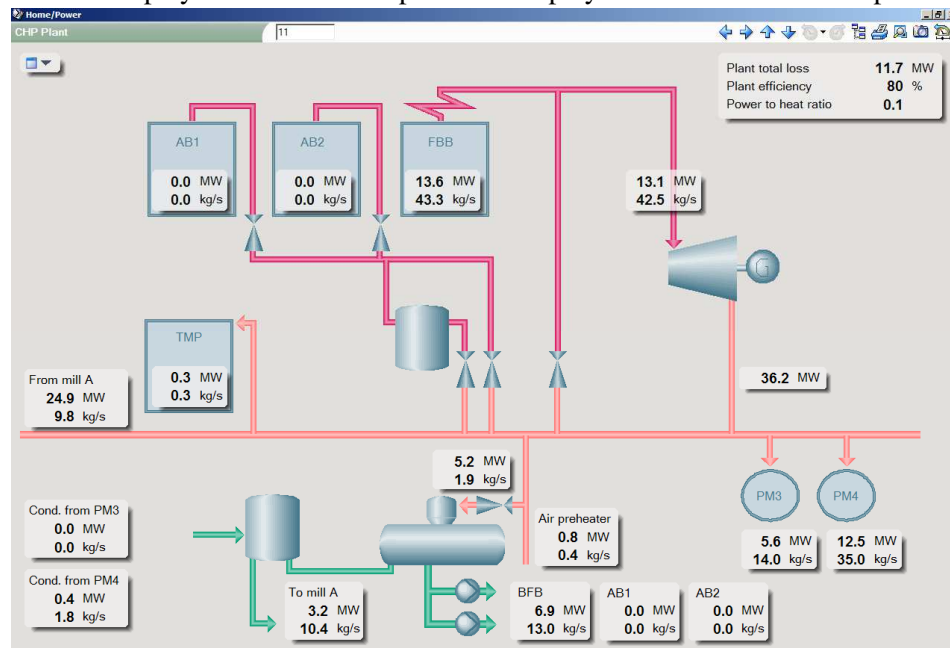 Home/Power
CHP Plant
11
Plant total loss 11.7 MW
Plant efficiency 80 %
Power to heat ratio 0.1
AB1
0.0 MW
0.0 kg/s
AB2
0.0 MW
0.0 kg/s
FBB
13.6 MW
43.3 kg/s
13.1 MW
42.5 kg/s
G
TMP
0.3 MW
0.3 kg/s
From mill A
24.9 MW
9.8 kg/s
36.2 MW
5.2 MW
1.9 kg/s
PM3
PM4
5.6 MW
14.0 kg/s
12.5 MW
35.0 kg/s
Cond. from PM3
0.0 MW
0.0 kg/s
Air preheater
0.8 MW
0.4 kg/s
Cond. from PM4
0.4 MW
1.8 kg/s
To mill A
3.2 MW
10.4 kg/s
BFB
6.9 MW
13.0 kg/s
AB1
0.0 MW
0.0 kg/s
AB2
0.0 MW
0.0 kg/s